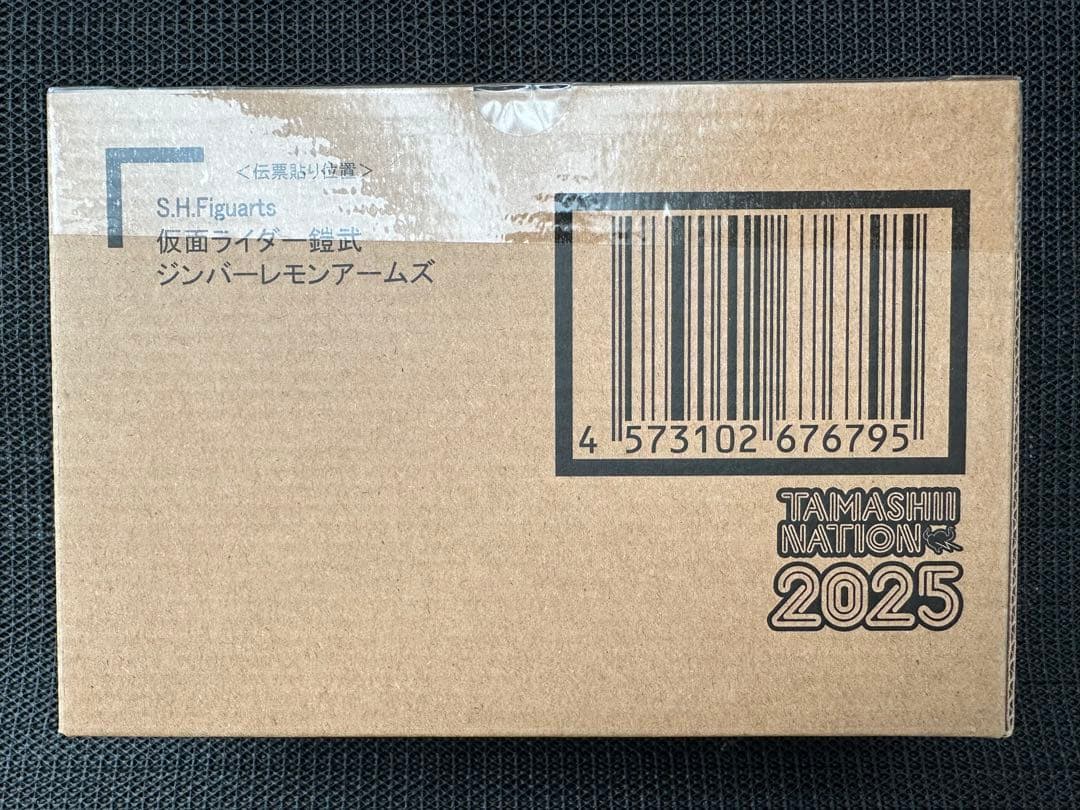 ＜伝票貼り位置＞
S.H.Figuarts
仮面ライダー鎧武
ジンバーレモンアームズ
4 573102 676795
TAMASHII
NATION
2025